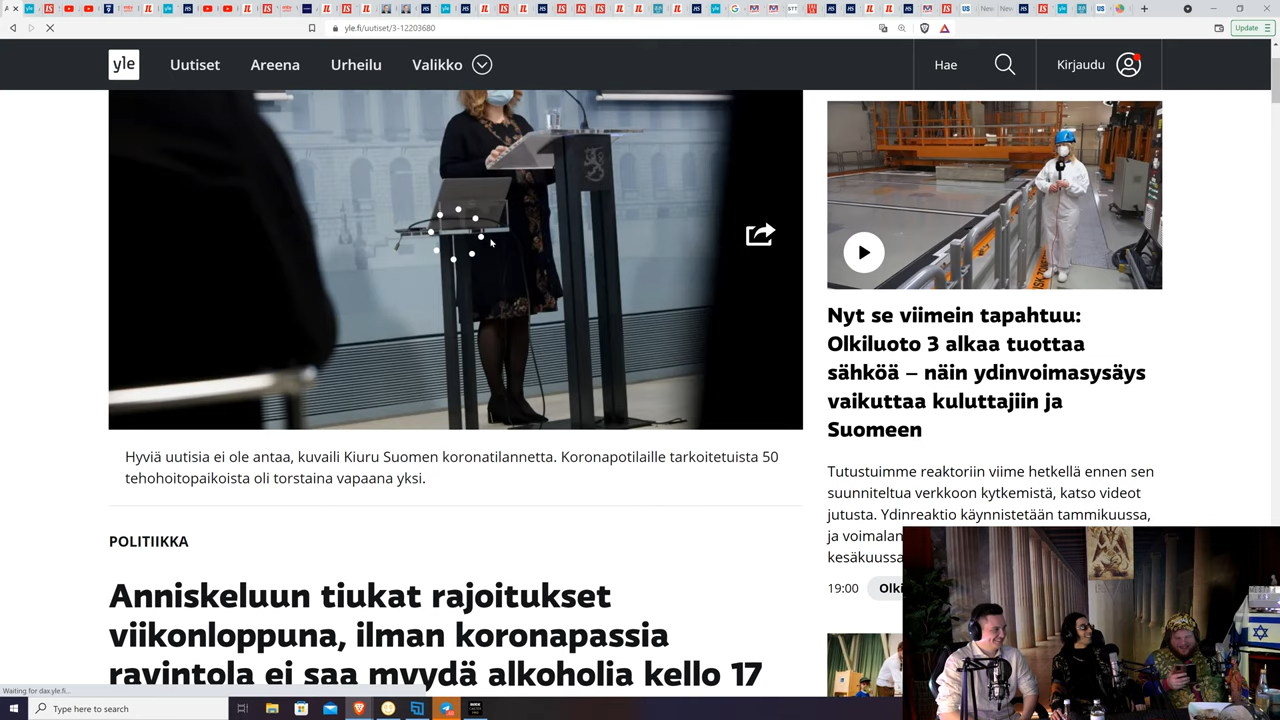 yle.fi/uutiset/3-12203680
Update
yle
Uutiset
Areena
Urheilu
Valikko
Hae
Kirjaudu
Hyviä uutisia ei ole antaa, kuvaili Kiuru Suomen koronatilannetta. Koronapotilaille tarkoitetuista 50
tehohoitopaikoista oli torstaina vapaana yksi.
POLITIIKKA
Anniskeluun tiukat rajoitukset
viikonloppuna, ilman koronapassia
ravintola ei saa myydä alkoholia kello 17
Nyt se viimein tapahtuu:
Olkiluoto 3 alkaa tuottaa
sähköä – näin ydinvoimasysäys
vaikuttaa kuluttajiin ja
Suomeen
Tutustuimme reaktoriin viime hetkellä ennen sen
suunniteltua verkkoon kytkemistä, katso videot
jutusta. Ydinreaktio käynnistetään tammikuussa,
ja voimalan
kesäkuussa
19:00
Olki
Waiting for dax.yle.fi...
Type here to search